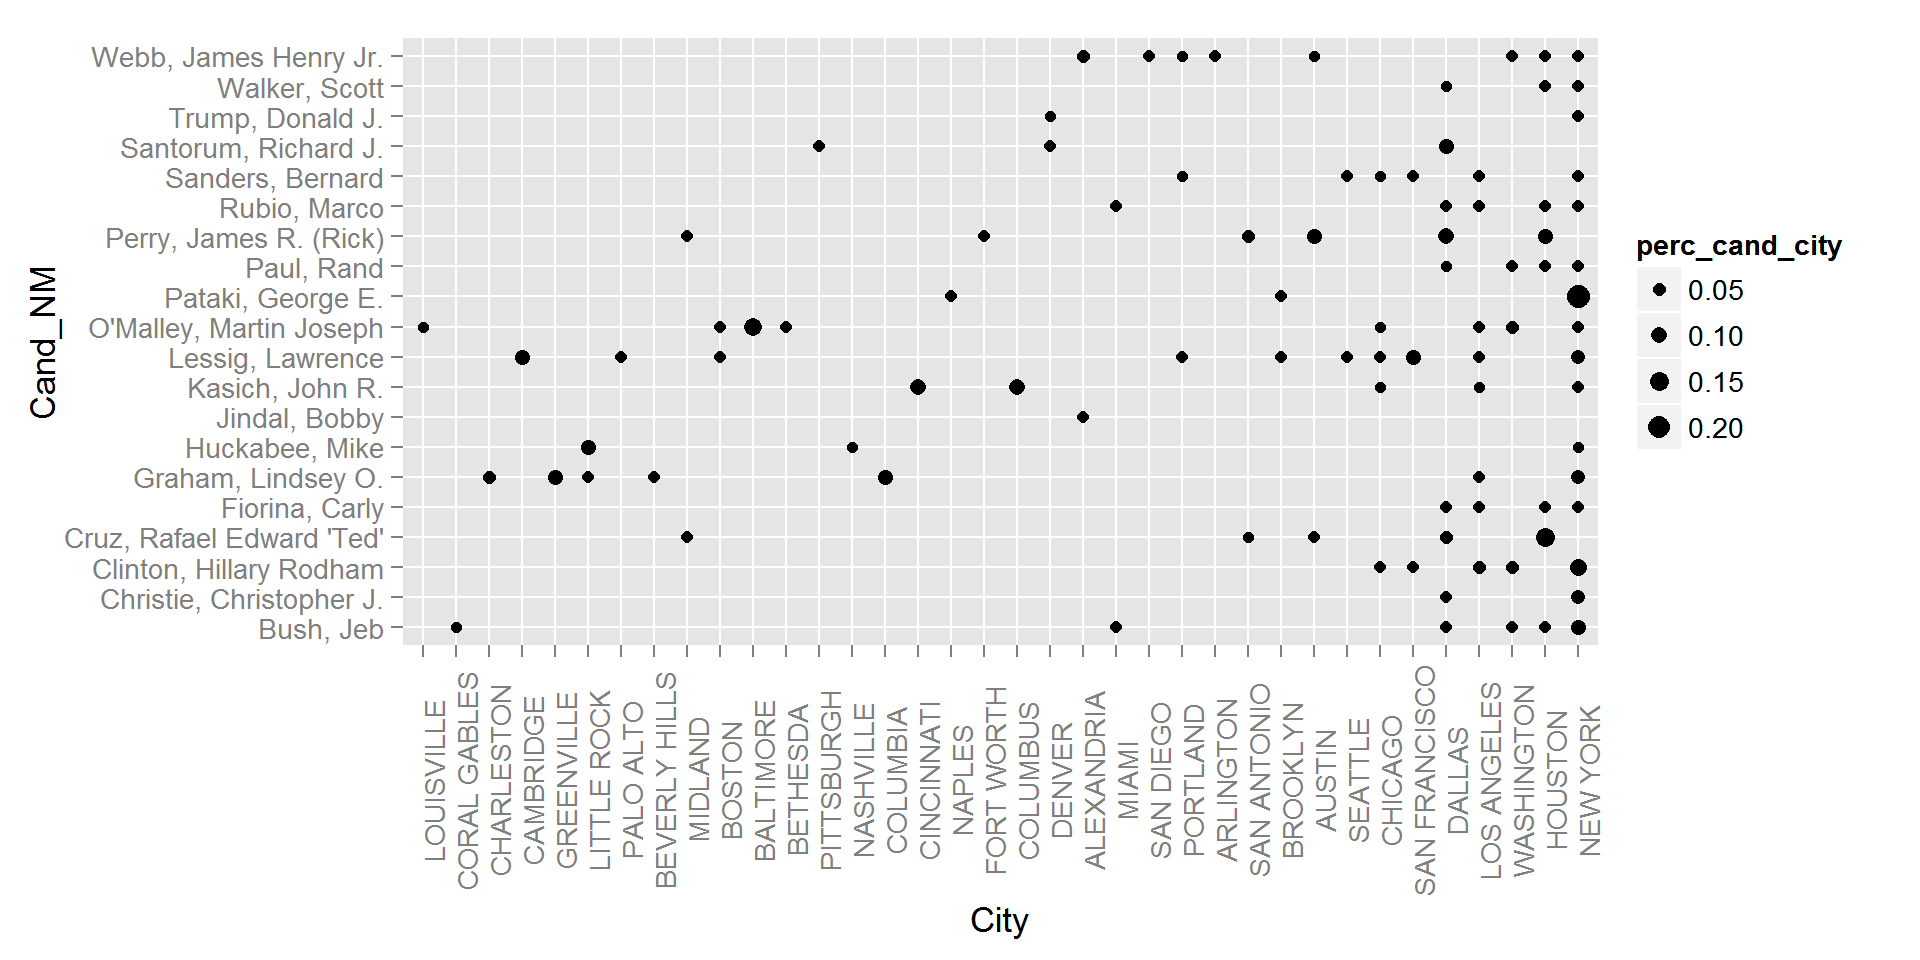 Webb, James Henry Jr.
Walker, Scott
Trump, Donald J.
Santorum, Richard J.
Sanders, Bernard
Rubio, Marco
Perry, James R. (Rick)
Paul, Rand
Pataki, George E.
O'Malley, Martin Joseph
Lessig, Lawrence
Kasich, John R.
Jindal, Bobby
Huckabee, Mike
Graham, Lindsey O.
Fiorina, Carly
Cruz, Rafael Edward 'Ted'
Clinton, Hillary Rodham
Christie, Christopher J.
Bush, Jeb
Cand_NM
LOUISVILLE
CORAL GABLES
CHARLESTON
CAMBRIDGE
GREENVILLE
LITTLE ROCK
PALO ALTO
BEVERLY HILLS
MIDLAND
BOSTON
BALTIMORE
BETHESDA
PITTSBURGH
NASHVILLE
COLUMBIA
CINCINNATI
NAPLES
FORT WORTH
COLUMBUS
DENVER
ALEXANDRIA
MIAMI
SAN DIEGO
PORTLAND
ARLINGTON
SAN ANTONIO
BROOKLYN
AUSTIN
SEATTLE
CHICAGO
SAN FRANCISCO
DALLAS
LOS ANGELES
WASHINGTON
HOUSTON
NEW YORK
City
perc_cand_city
0.05
0.10
0.15
0.20